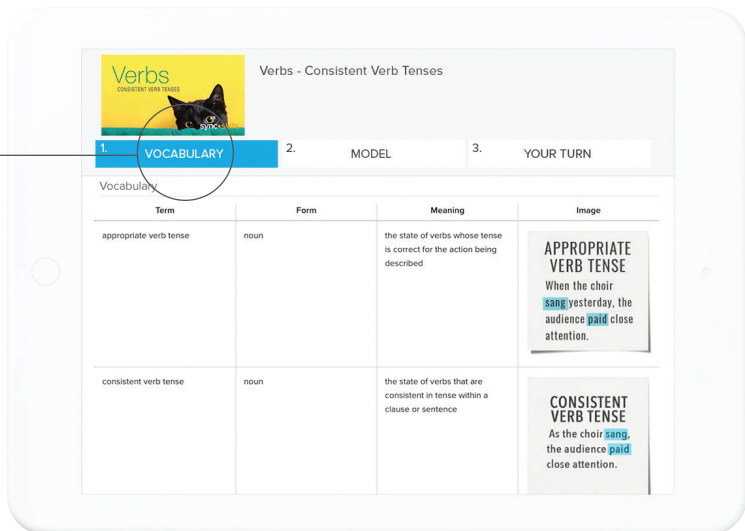 Verbs
CONSISTENT VERB TENSES
Verbs - Consistent Verb Tenses
1. VOCABULARY
2. MODEL
3. YOUR TURN
Vocabulary
Term Form Meaning Image
appropriate verb tense
noun
the state of verbs whose tense
is correct for the action being
described
APPROPRIATE
VERB TENSE
When the choir
sang yesterday, the
audience paid close
attention.
consistent verb tense
noun
the state of verbs that are
consistent in tense within a
clause or sentence
CONSISTENT
VERB TENSE
As the choir sang,
the audience paid
close attention.